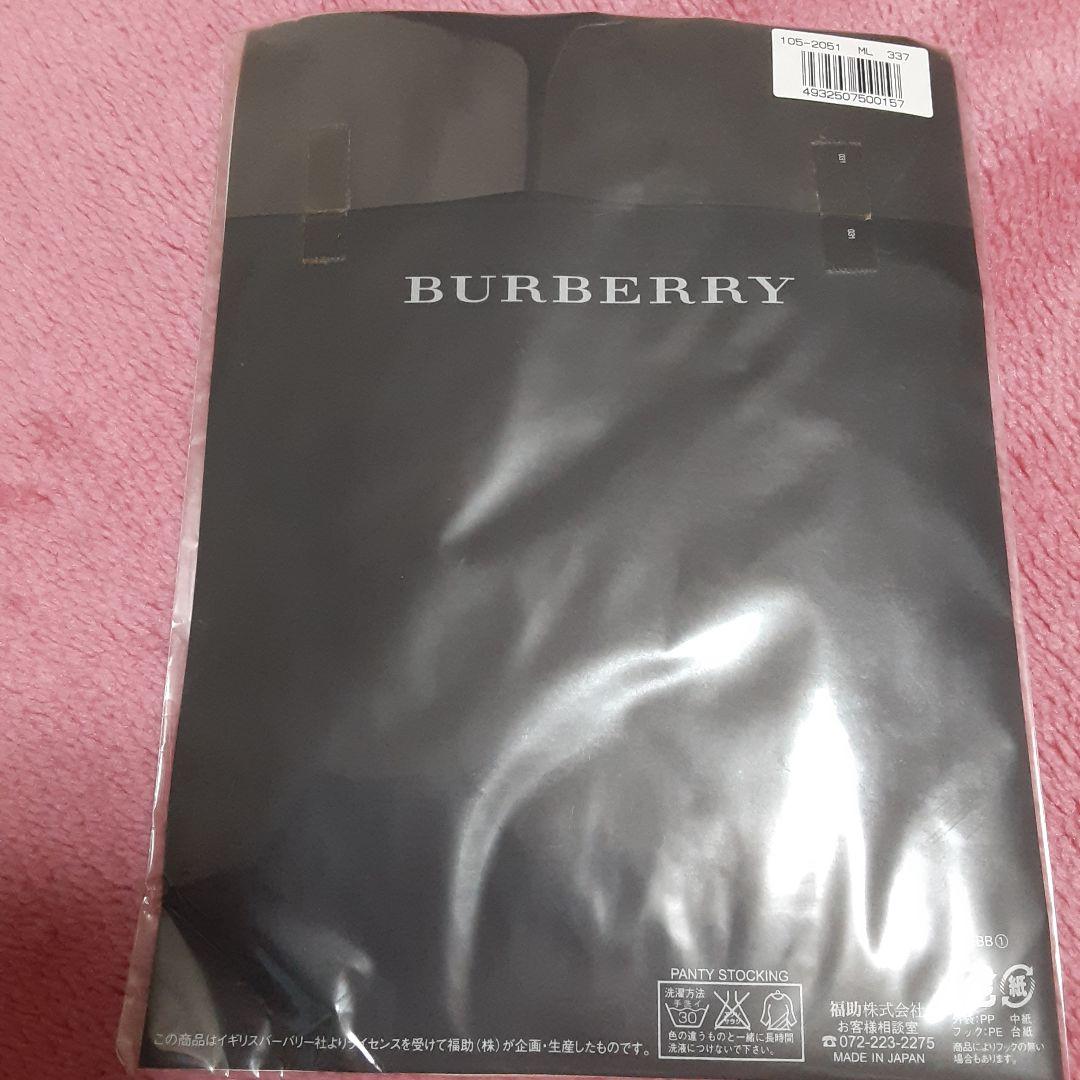 105-2051 ML 337
4932507500157
BURBERRY
BB①
PANTY STOCKING
洗濯方法
手洗イ
30
色の違うものと一緒に長時間
洗液につけないで下さい。
この商品はイギリスバーバリー社よりライセンスを受けて福助(株)が企画・生産したものです。
福助株式会社
お客様相談室
☎072-223-2275
MADE IN JAPAN
紙
外装:PP 中紙
フック:PE 台紙
商品によりフックの無い
場合もあります。